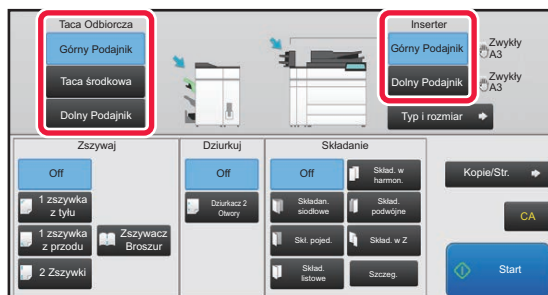 Taca Odbiorcza
Górny Podajnik
Taca środkowa
Dolny Podajnik
Inserter
Górny Podajnik
Zwykły
A3
Dolny Podajnik
Zwykły
A3
Typ i rozmiar
Zszywaj
Off
1 zszywka
z tyłu
1 zszywka
z przodu
Zszywacz
Broszur
2 Zszywki
Dziurkuj
Off
Dziurkacz 2
Otwory
Składanie
Off
Skład. w
harmon.
Składan.
siodłowe
Skład.
podwójne
Skł. pojed.
Skład. w Z
Skład.
listowe
Szczeg.
Kopie/Str.
CA
Start